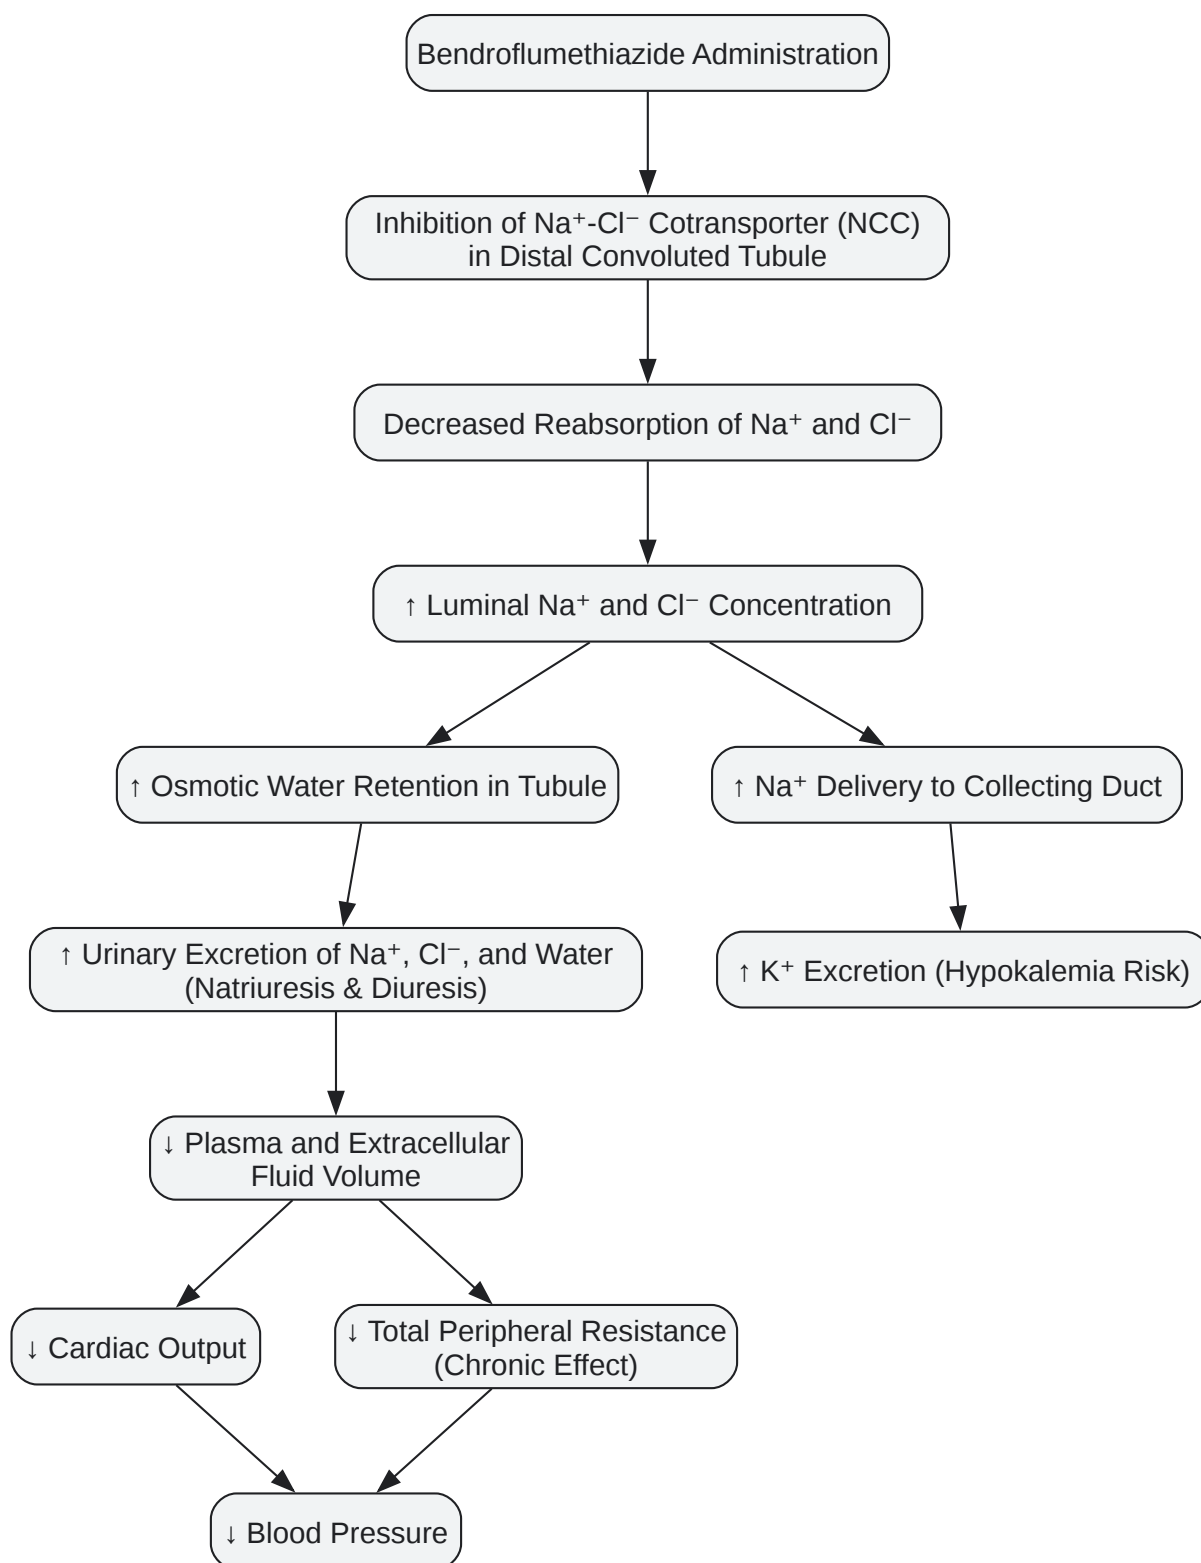 Bendroflumethiazide Administration
Inhibition of Na⁺-Cl⁻ Cotransporter (NCC)
in Distal Convoluted Tubule
Decreased Reabsorption of Na⁺ and Cl⁻
↑ Luminal Na⁺ and Cl⁻ Concentration
↑ Osmotic Water Retention in Tubule
↑ Na⁺ Delivery to Collecting Duct
↑ Urinary Excretion of Na⁺, Cl⁻, and Water
(Natriuresis & Diuresis)
↑ K⁺ Excretion (Hypokalemia Risk)
↓ Plasma and Extracellular
Fluid Volume
↓ Cardiac Output
↓ Total Peripheral Resistance
(Chronic Effect)
↓ Blood Pressure